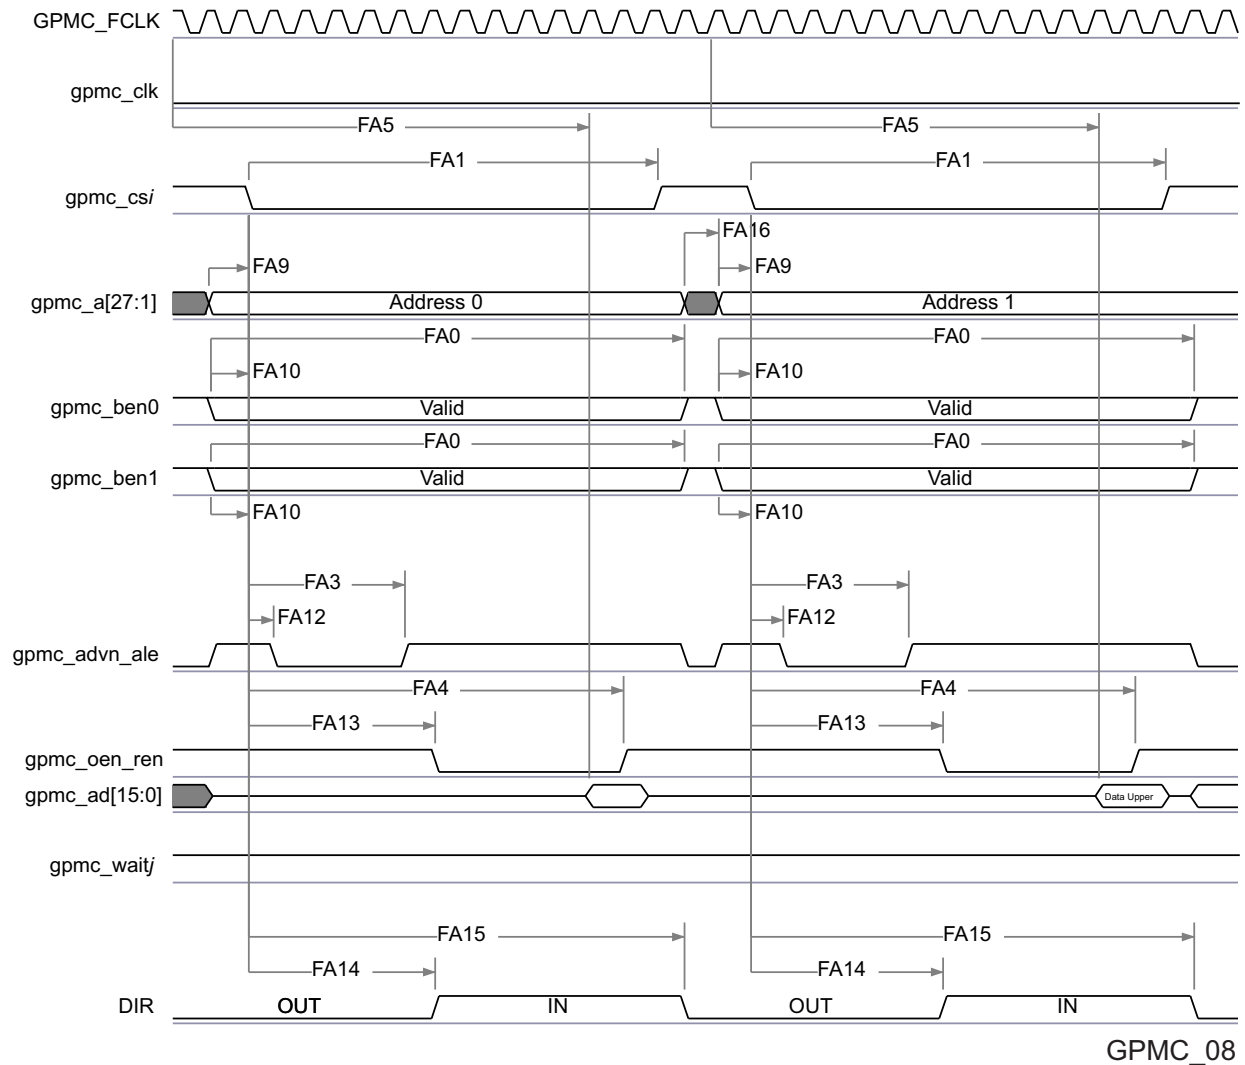 GPMC_FCLK
gpmc_clk
FA5 FA5
FA1 FA1
gpmc_csi
FA16
FA9 FA9
gpmc_a[27:1] Address 0 Address 1
FA0 FA0
FA10 FA10
gpmc_ben0 Valid Valid
FA0 FA0
gpmc_ben1 Valid Valid
FA10 FA10
FA3 FA3
FA12 FA12
gpmc_advn_ale
FA4 FA4
FA13 FA13
gpmc_oen_ren
gpmc_ad[15:0] Data Upper
gpmc_waitj
FA15 FA15
FA14 FA14
DIR OUT IN OUT IN
GPMC_08